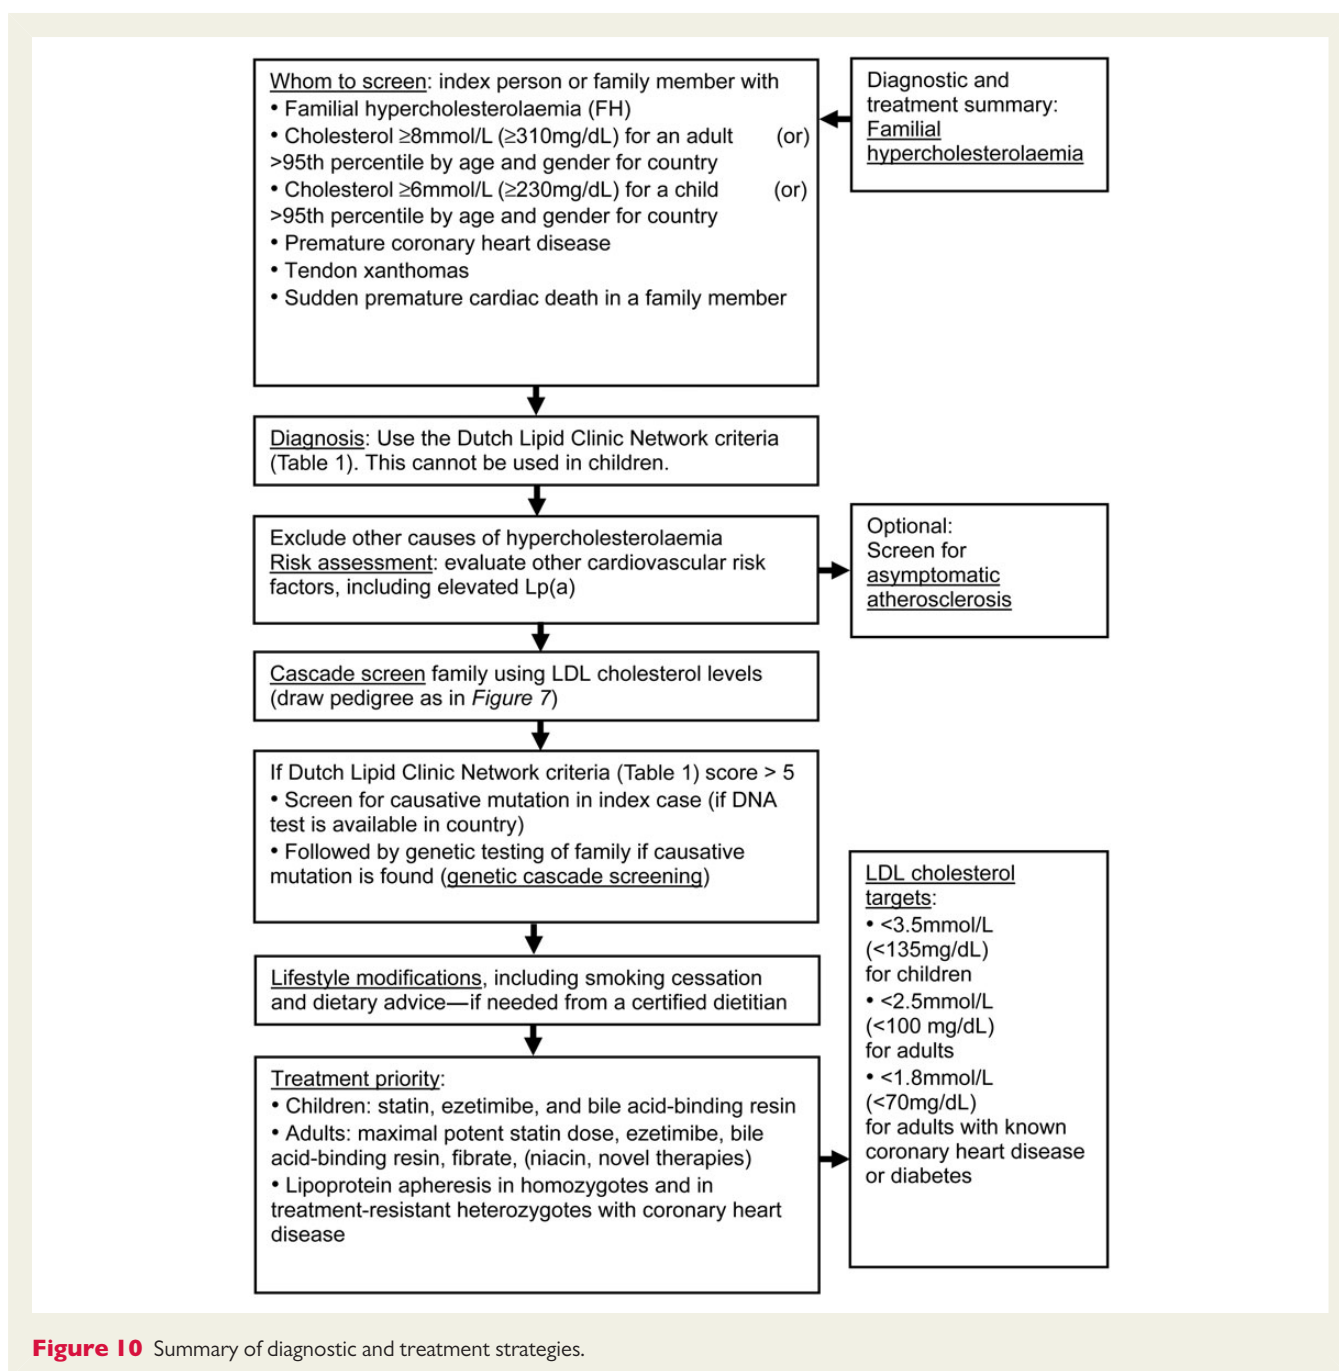 Whom to screen: index person or family member with
• Familial hypercholesterolaemia (FH)
• Cholesterol ≥8mmol/L (≥310mg/dL) for an adult (or)
>95th percentile by age and gender for country
• Cholesterol ≥6mmol/L (≥230mg/dL) for a child (or)
>95th percentile by age and gender for country
• Premature coronary heart disease
• Tendon xanthomas
• Sudden premature cardiac death in a family member
Diagnostic and
treatment summary:
Familial
hypercholesterolaemia
Diagnosis: Use the Dutch Lipid Clinic Network criteria
(Table 1). This cannot be used in children.
Exclude other causes of hypercholesterolaemia
Risk assessment: evaluate other cardiovascular risk
factors, including elevated Lp(a)
Optional:
Screen for
asymptomatic
atherosclerosis
Cascade screen family using LDL cholesterol levels
(draw pedigree as in Figure 7)
If Dutch Lipid Clinic Network criteria (Table 1) score > 5
• Screen for causative mutation in index case (if DNA
test is available in country)
• Followed by genetic testing of family if causative
mutation is found (genetic cascade screening)
Lifestyle modifications, including smoking cessation
and dietary advice—if needed from a certified dietitian
Treatment priority:
• Children: statin, ezetimibe, and bile acid-binding resin
• Adults: maximal potent statin dose, ezetimibe, bile
acid-binding resin, fibrate, (niacin, novel therapies)
• Lipoprotein apheresis in homozygotes and in
treatment-resistant heterozygotes with coronary heart
disease
LDL cholesterol
targets:
• <3.5mmol/L
(<135mg/dL)
for children
• <2.5mmol/L
(<100 mg/dL)
for adults
• <1.8mmol/L
(<70mg/dL)
for adults with known
coronary heart disease
or diabetes
Figure 10 Summary of diagnostic and treatment strategies.